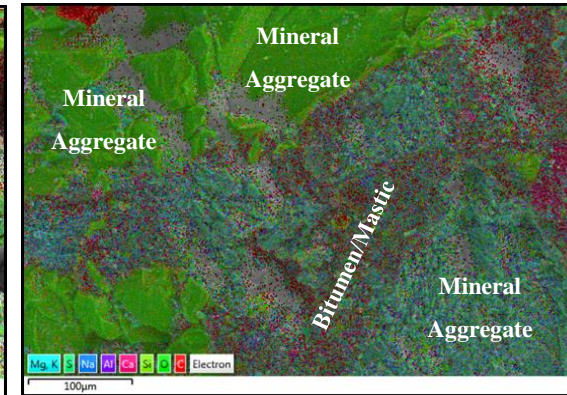 Mineral
Aggregate
Mineral
Aggregate
Bitumen/Mastic
Mineral
Aggregate
Mg, K S Na Al Ca Si O C Electron
100µm